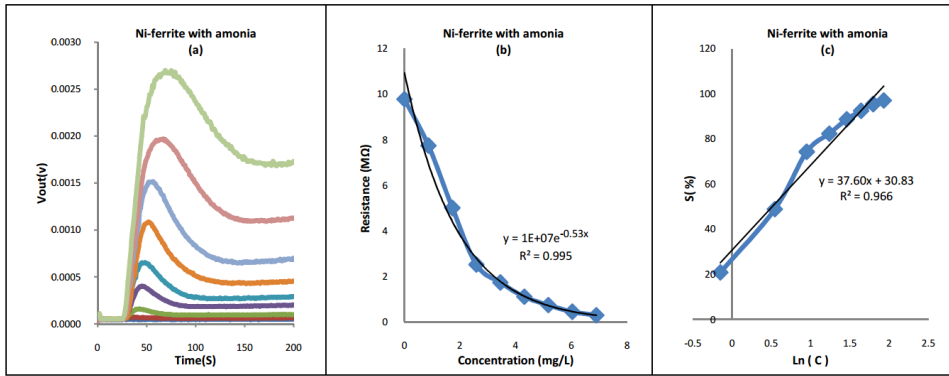 Ni-ferrite with amonia
(a)
0.0030
0.0025
0.0020
0.0015
0.0010
0.0005
0.0000
Vout(v)
0 50 100 150 200
Time(S)
Ni-ferrite with amonia
(b)
12
10
8
6
4
2
0
Resistance (MΩ)
y = 1E+07e-0.53x
R² = 0.995
0 2 4 6 8
Concentration (mg/L)
Ni-ferrite with amonia
(c)
120
100
80
60
40
20
0
S( %)
y = 37.60x + 30.83
R² = 0.966
-0.5 0 0.5 1 1.5 2 2.5
Ln ( C )